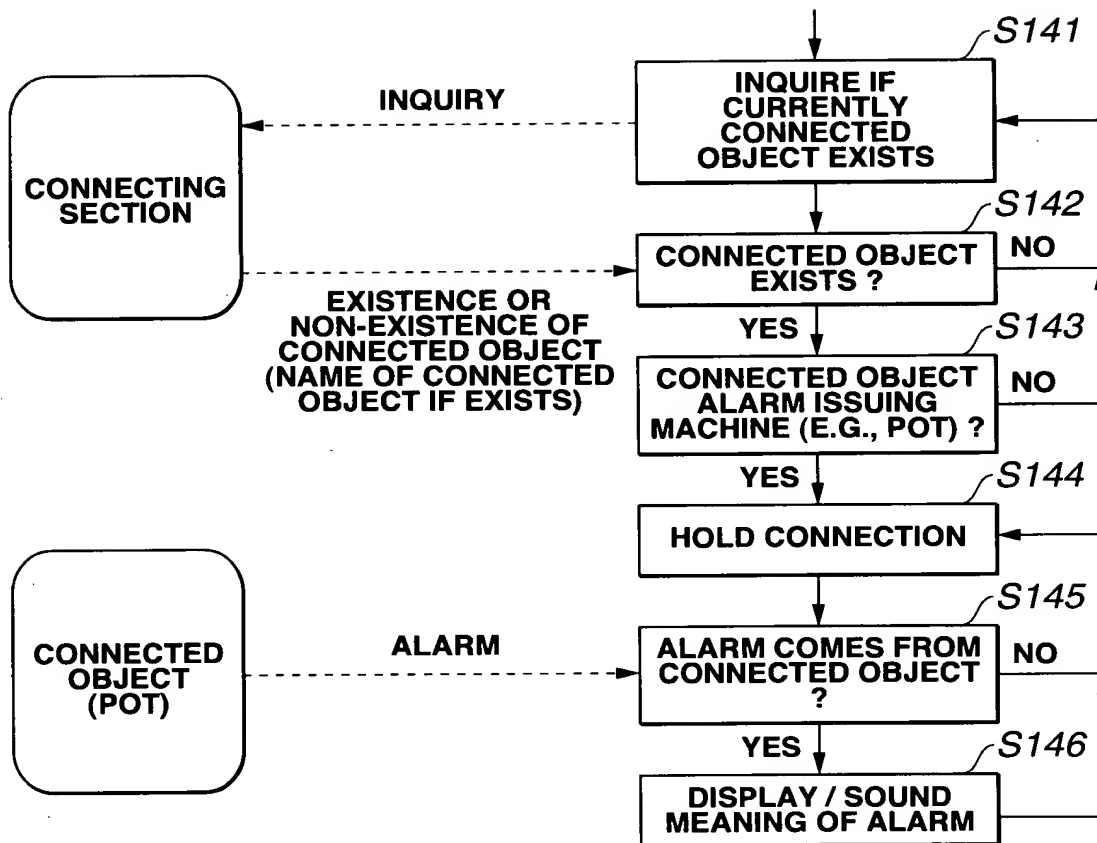 S141
INQUIRE IF
CURRENTLY
CONNECTED
OBJECT EXISTS
INQUIRY
CONNECTING
SECTION
S142
CONNECTED OBJECT
EXISTS ?
NO
EXISTENCE OR
NON-EXISTENCE OF
CONNECTED OBJECT
(NAME OF CONNECTED
OBJECT IF EXISTS)
YES
S143
CONNECTED OBJECT
ALARM ISSUING
MACHINE (E.G., POT) ?
NO
YES
S144
HOLD CONNECTION
S145
ALARM COMES FROM
CONNECTED OBJECT
?
NO
ALARM
CONNECTED
OBJECT
(POT)
YES
S146
DISPLAY / SOUND
MEANING OF ALARM